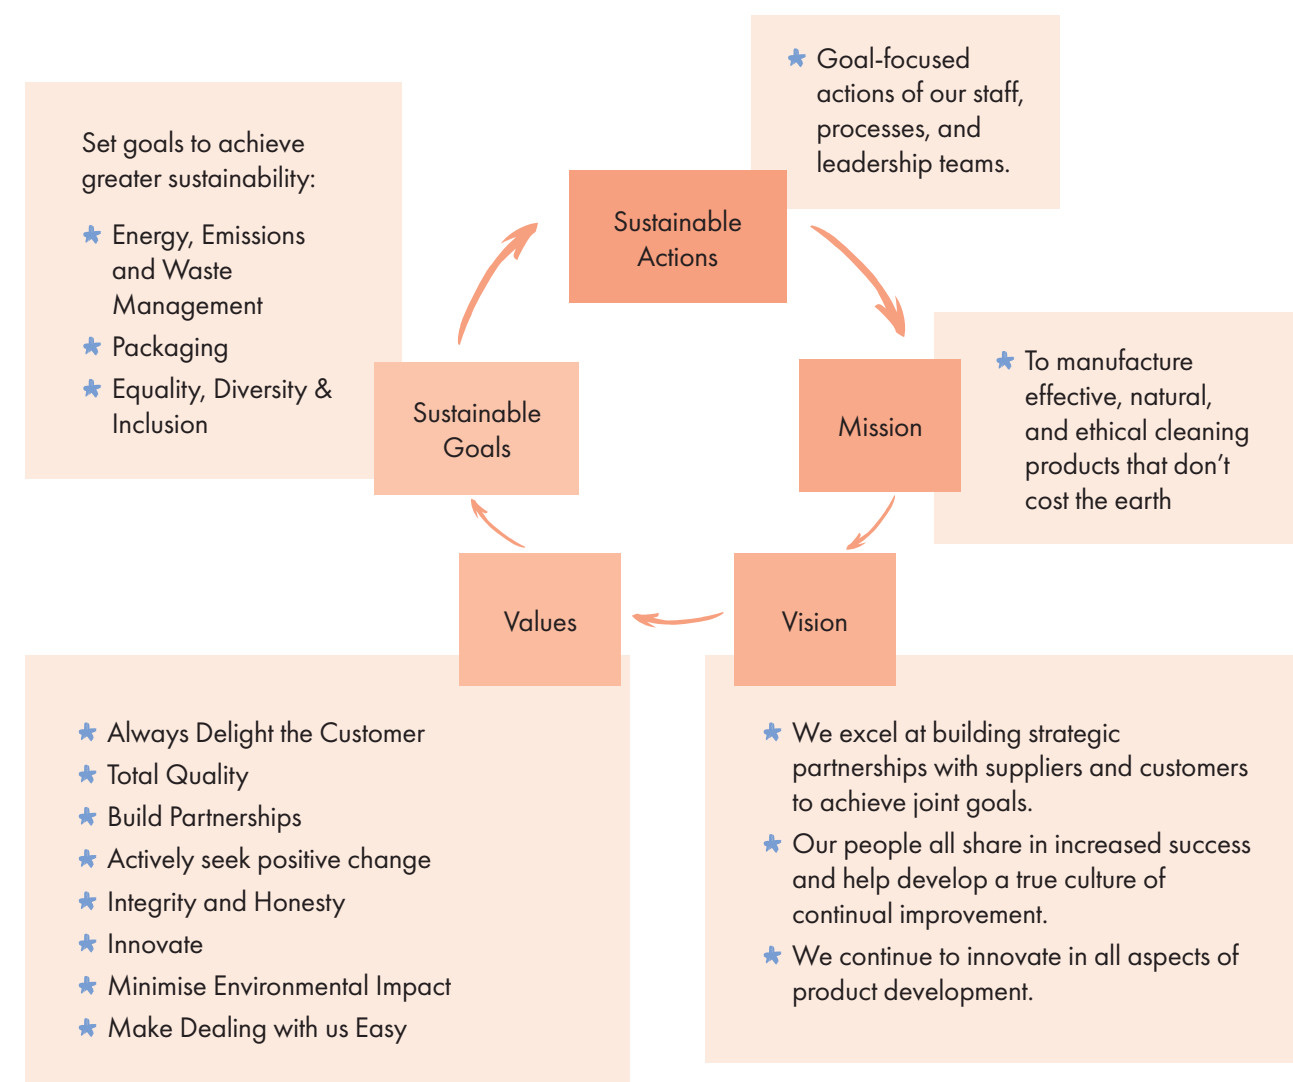 Goal-focused
actions of our staff,
processes, and
leadership teams.
Sustainable
Actions
Set goals to achieve
greater sustainability:
Energy, Emissions
and Waste
Management
Packaging
Equality, Diversity &
Inclusion
Sustainable
Goals
Mission
To manufacture
effective, natural,
and ethical cleaning
products that don’t
cost the earth
Values
Vision
Always Delight the Customer
Total Quality
Build Partnerships
Actively seek positive change
Integrity and Honesty
Innovate
Minimise Environmental Impact
Make Dealing with us Easy
We excel at building strategic
partnerships with suppliers and customers
to achieve joint goals.
Our people all share in increased success
and help develop a true culture of
continual improvement.
We continue to innovate in all aspects of
product development.